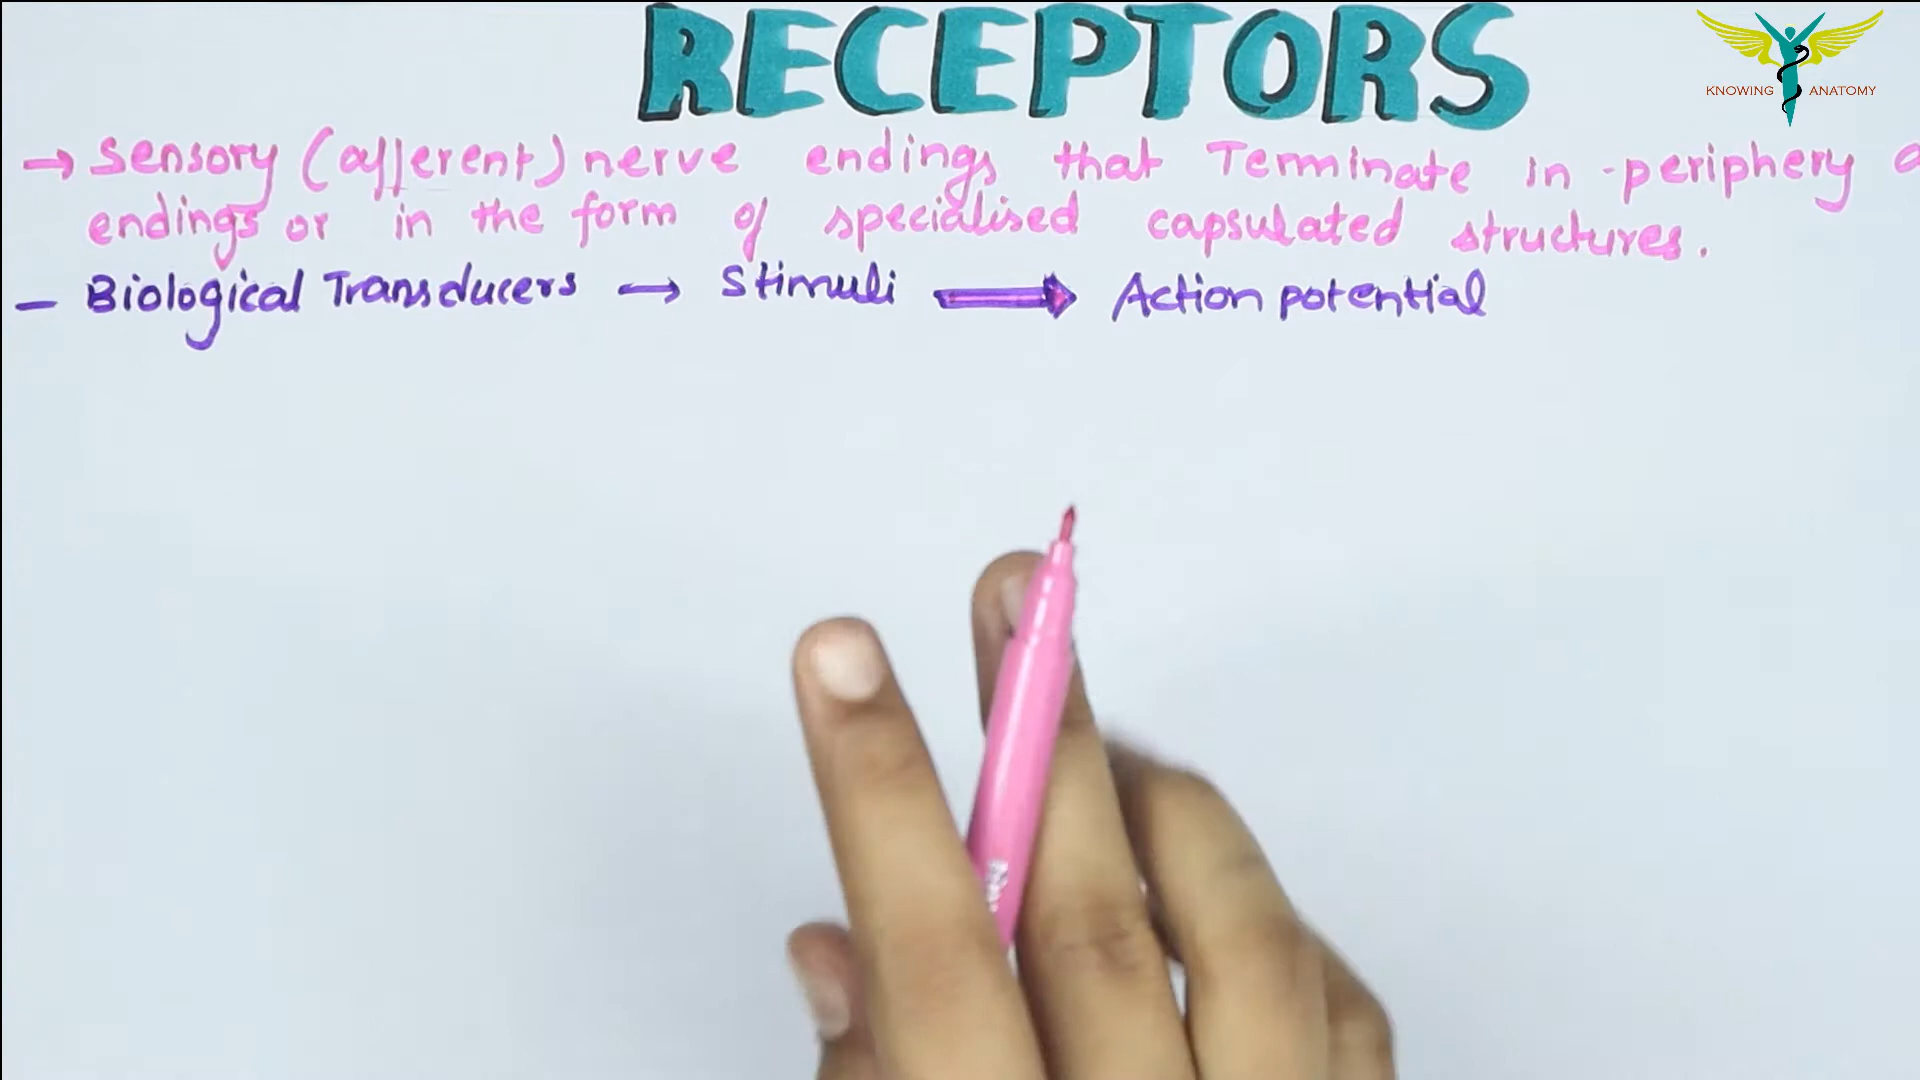 RECEPTORS
KNOWING ANATOMY
→ Sensory (afferent) nerve endings that Terminate in periphery
endings or in the form of specialised capsulated structures.
- Biological Transducers → Stimuli ⟹ Action potential